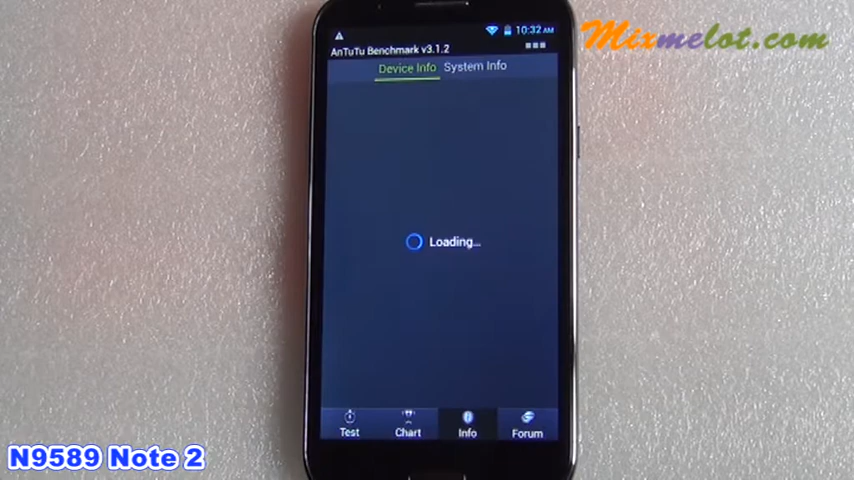 Mixmelot.com
10:32 AM
AnTuTu Benchmark v3.1.2
Device Info System Info
Loading...
Test Chart Info Forum
N9589 Note 2